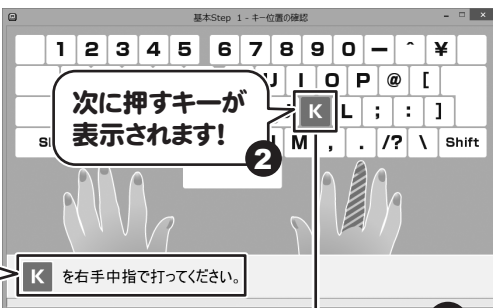 基本Step 1 - キー位置の確認
1 2 3 4 5 6 7 8 9 0 — ^ ¥
U I O P @ [
次に押すキーが
表示されます!
K L ; : ]
2
M , . /? \ Shift
K を右手中指で打ってください。